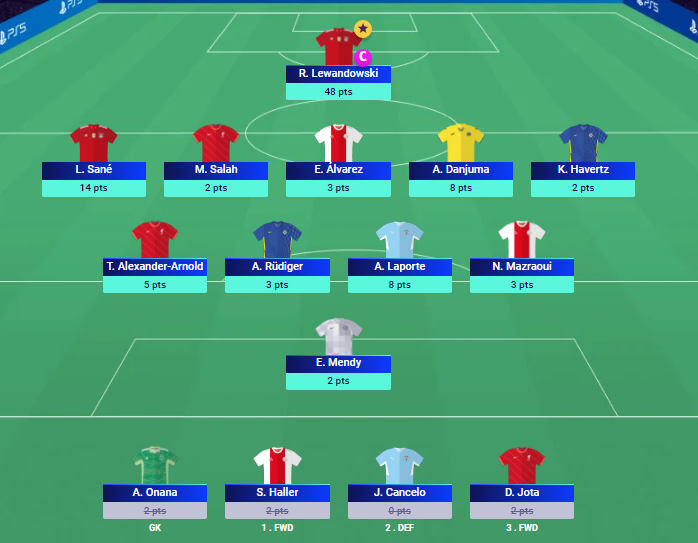 PS5
PS5
C
R. Lewandowski
48 pts
L. Sané
M. Salah
E. Álvarez
A. Danjuma
K. Havertz
14 pts
2 pts
3 pts
8 pts
2 pts
T. Alexander-Arnold
A. Rüdiger
A. Laporte
N. Mazraoui
5 pts
3 pts
8 pts
3 pts
E. Mendy
2 pts
A. Onana
S. Haller
J. Cancelo
D. Jota
2 pts
2 pts
0 pts
2 pts
GK
1 . FWD
2 . DEF
3 . FWD